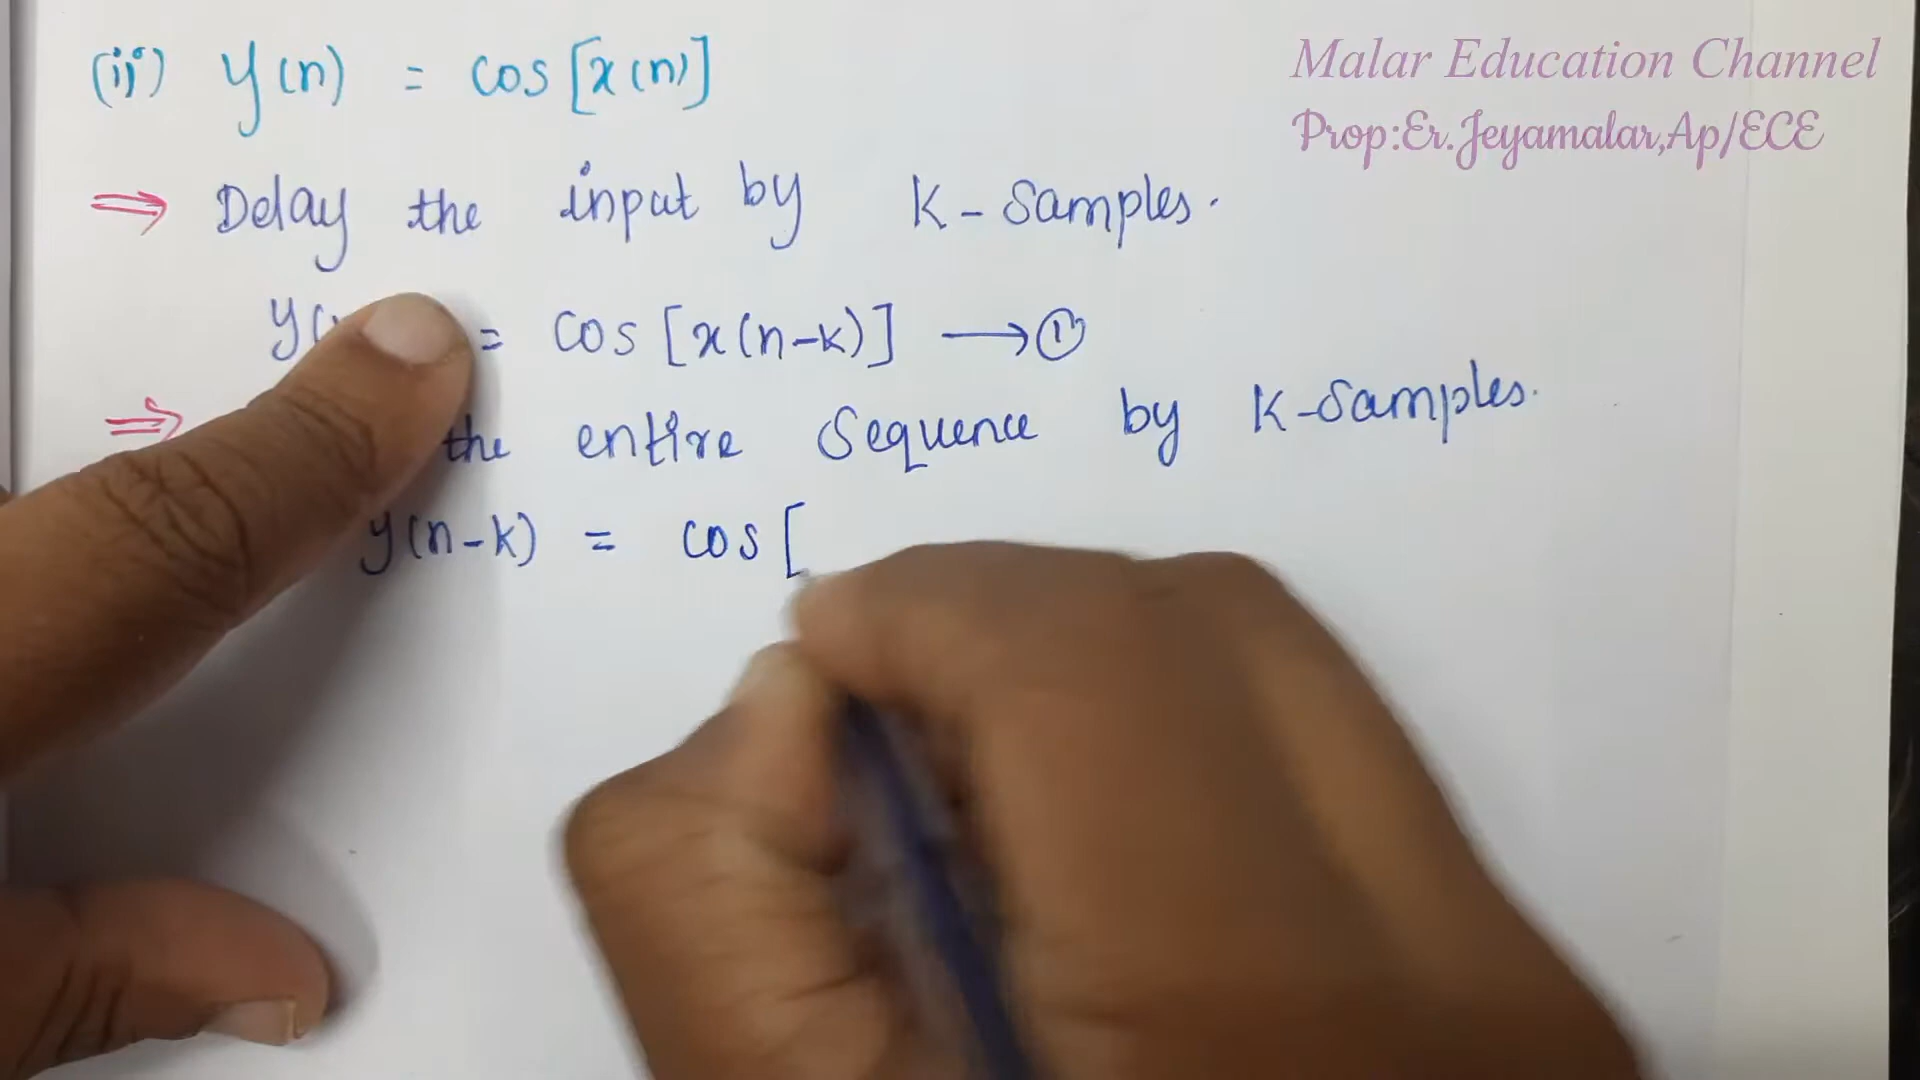 (ii) y(n) = cos[x(n)]
Malar Education Channel
Prop:Er.Jeyamalar,Ap/ECE
⇒ Delay the input by K-Samples.
y( = cos[x(n-k)] ⟶ ①
⇒ the entire Sequence by K-Samples.
y(n-k) = cos[